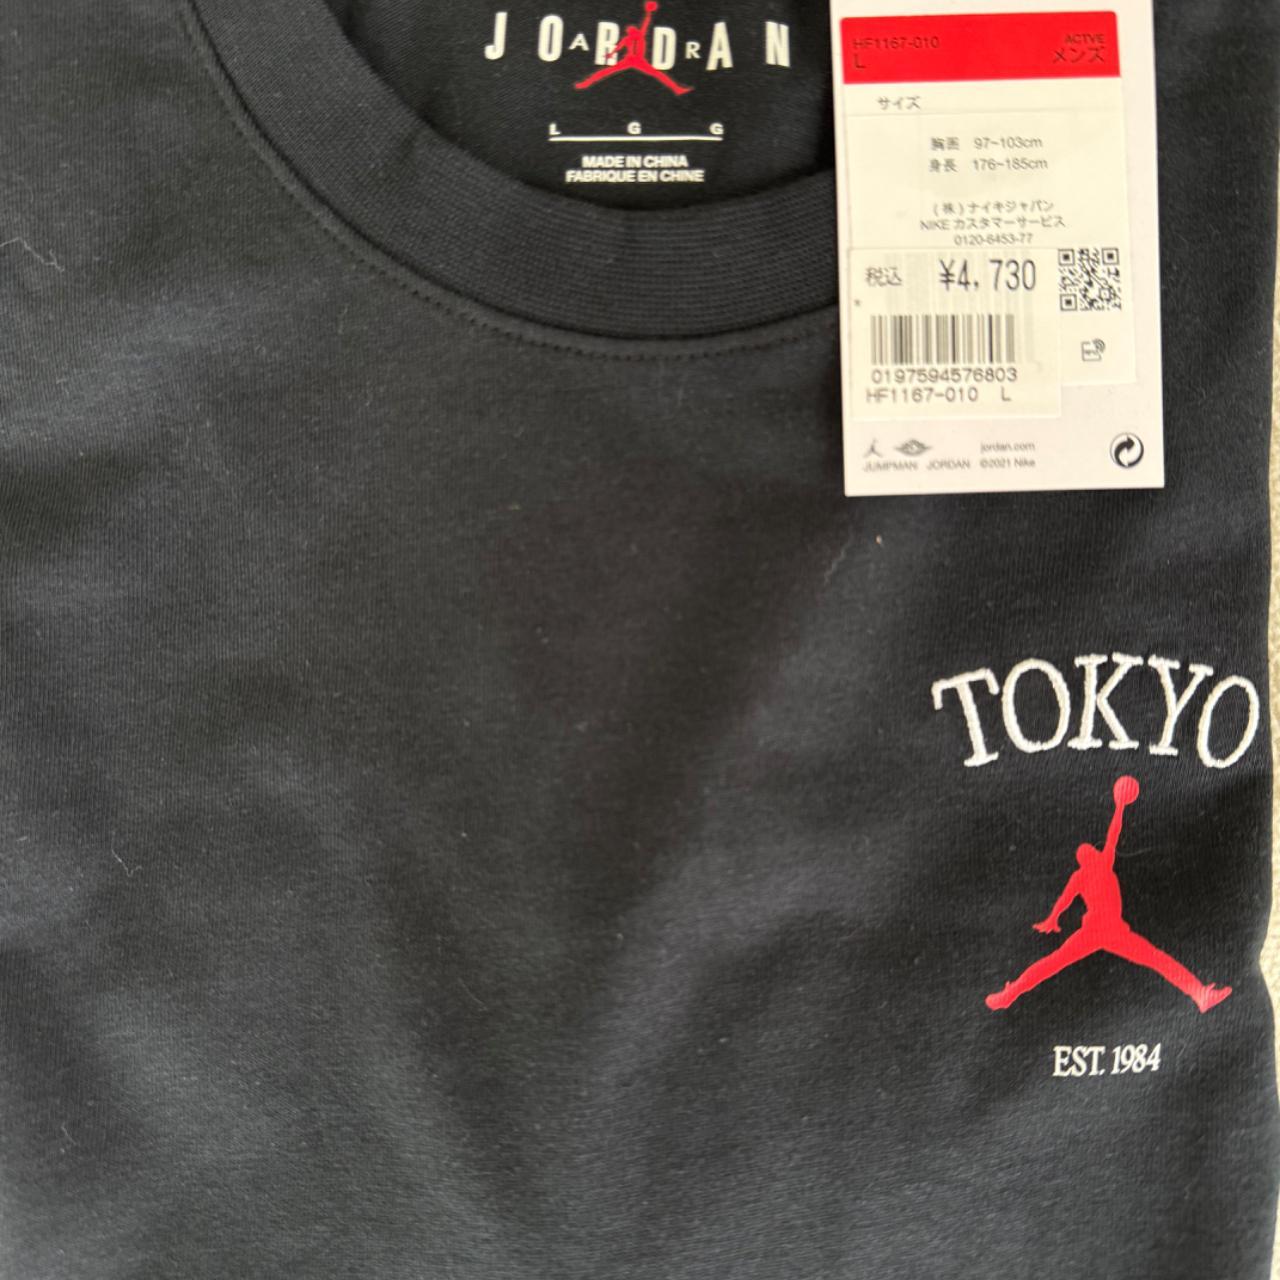 JORDAN
AIR
L G G
MADE IN CHINA
FABRIQUE EN CHINE
HF1167-010 ACTVE
L メンズ
サイズ
胸囲 97~103cm
身長 176~185cm
(株)ナイキジャパン
NIKE カスタマーサービス
0120-6453-77
税込 ¥4,730
*
0197594576803
HF1167-010 L
jordan.com
JUMPMAN JORDAN ©2021 Nike
TOKYO
EST. 1984